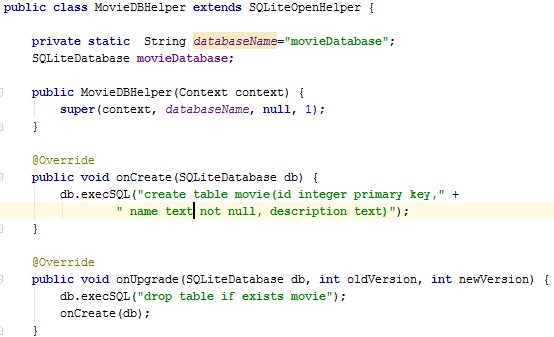 public class MovieDBHelper extends SQLiteOpenHelper {
private static  String databaseName="movieDatabase";
SQLiteDatabase movieDatabase;
public MovieDBHelper(Context context) {
super(context, databaseName, null, 1);
}
@Override
public void onCreate(SQLiteDatabase db) {
db.execSQL("create table movie(id integer primary key," +
" name text not null, description text)");
}
@Override
public void onUpgrade(SQLiteDatabase db, int oldVersion, int newVersion) {
db.execSQL("drop table if exists movie");
onCreate(db);
}